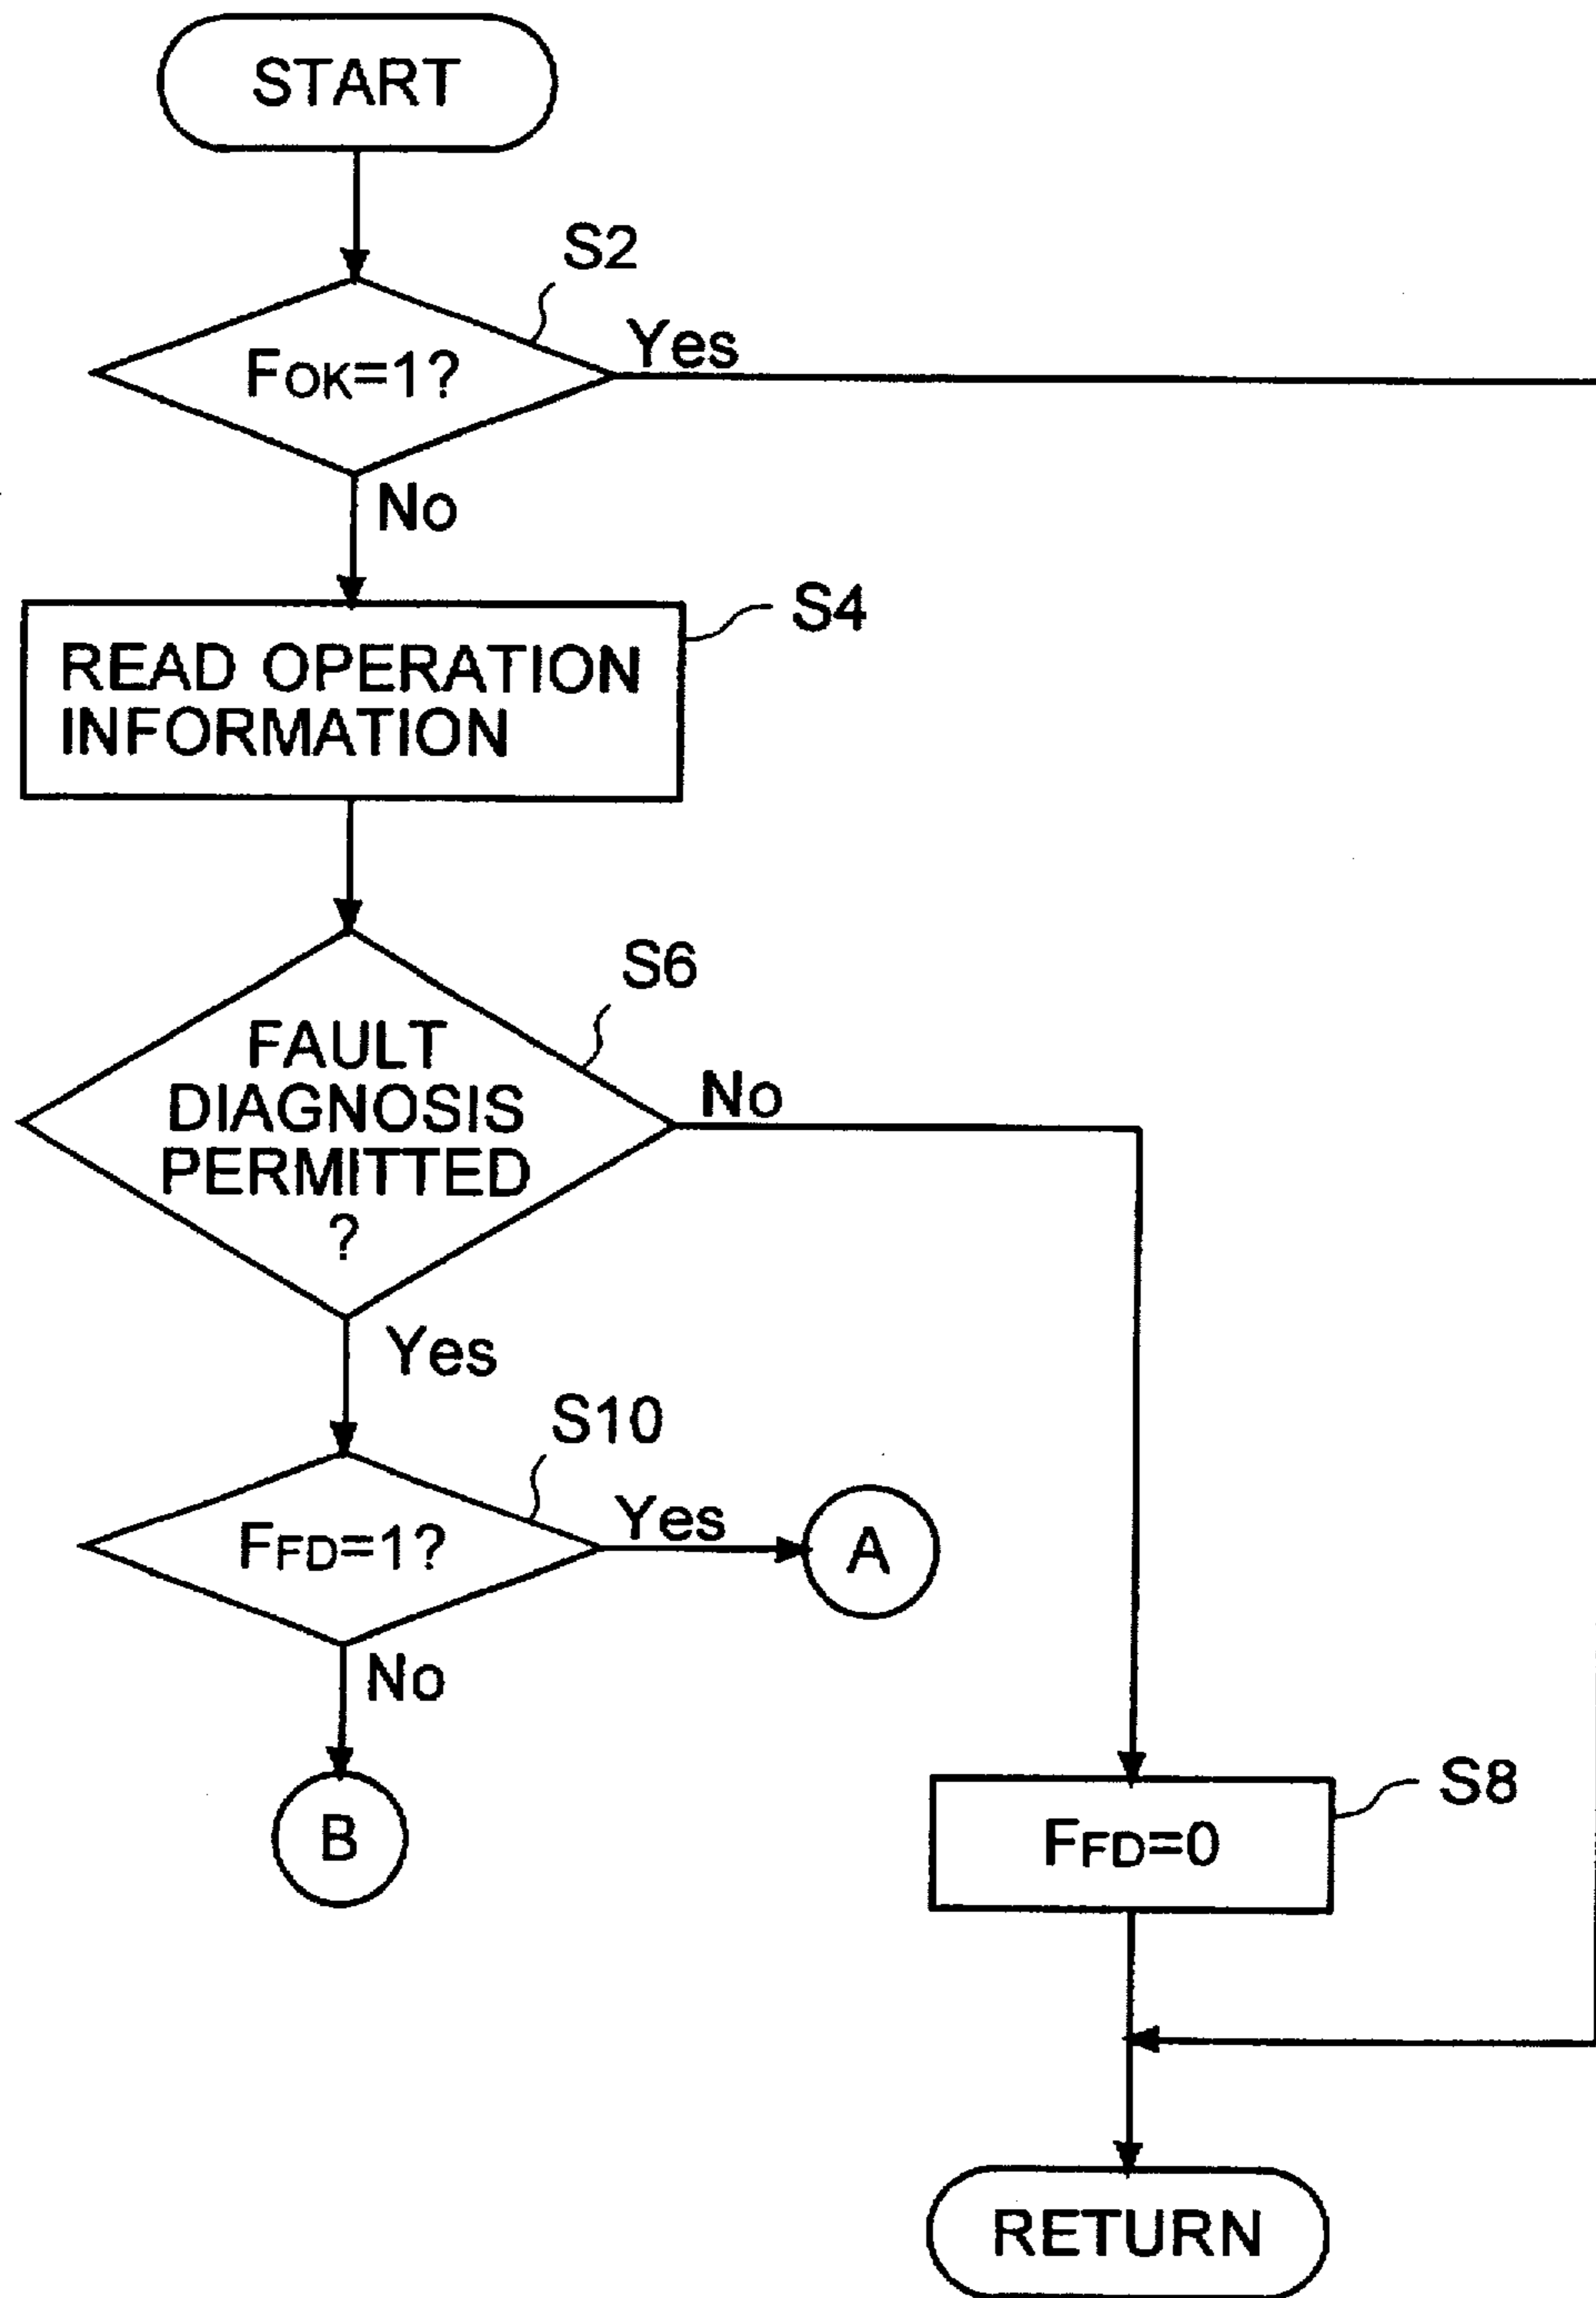 START
S2
FOK=1?
Yes
No
S4
READ OPERATION
INFORMATION
S6
FAULT
DIAGNOSIS
PERMITTED
?
No
Yes
S10
FFD=1?
Yes
A
No
B
S8
FFD=0
RETURN